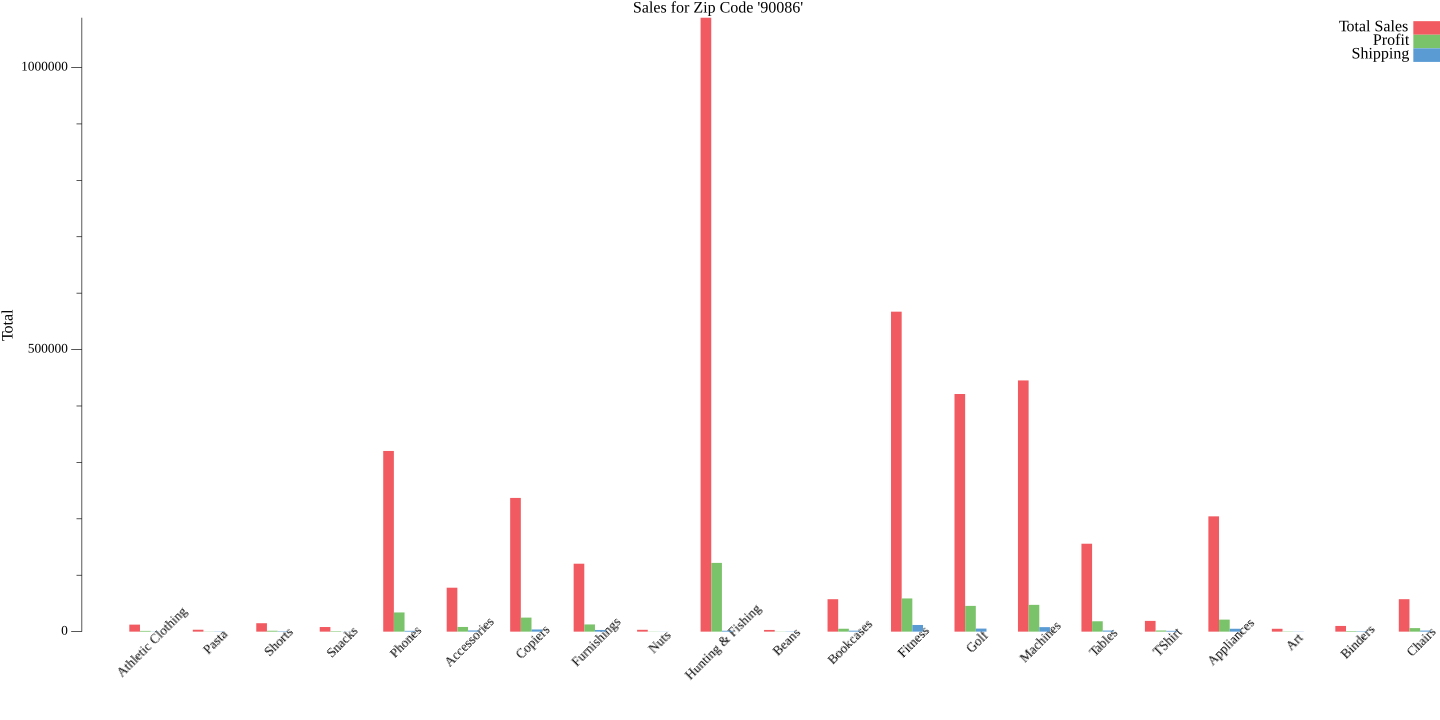 Sales for Zip Code '90086'
Total Sales
Profit
Shipping
Total
1000000
500000
0
Athletic Clothing
Pasta
Shorts
Snacks
Phones
Accessories
Copiers
Furnishings
Nuts
Hunting & Fishing
Beans
Bookcases
Fitness
Golf
Machines
Tables
TShirt
Appliances
Art
Binders
Chairs